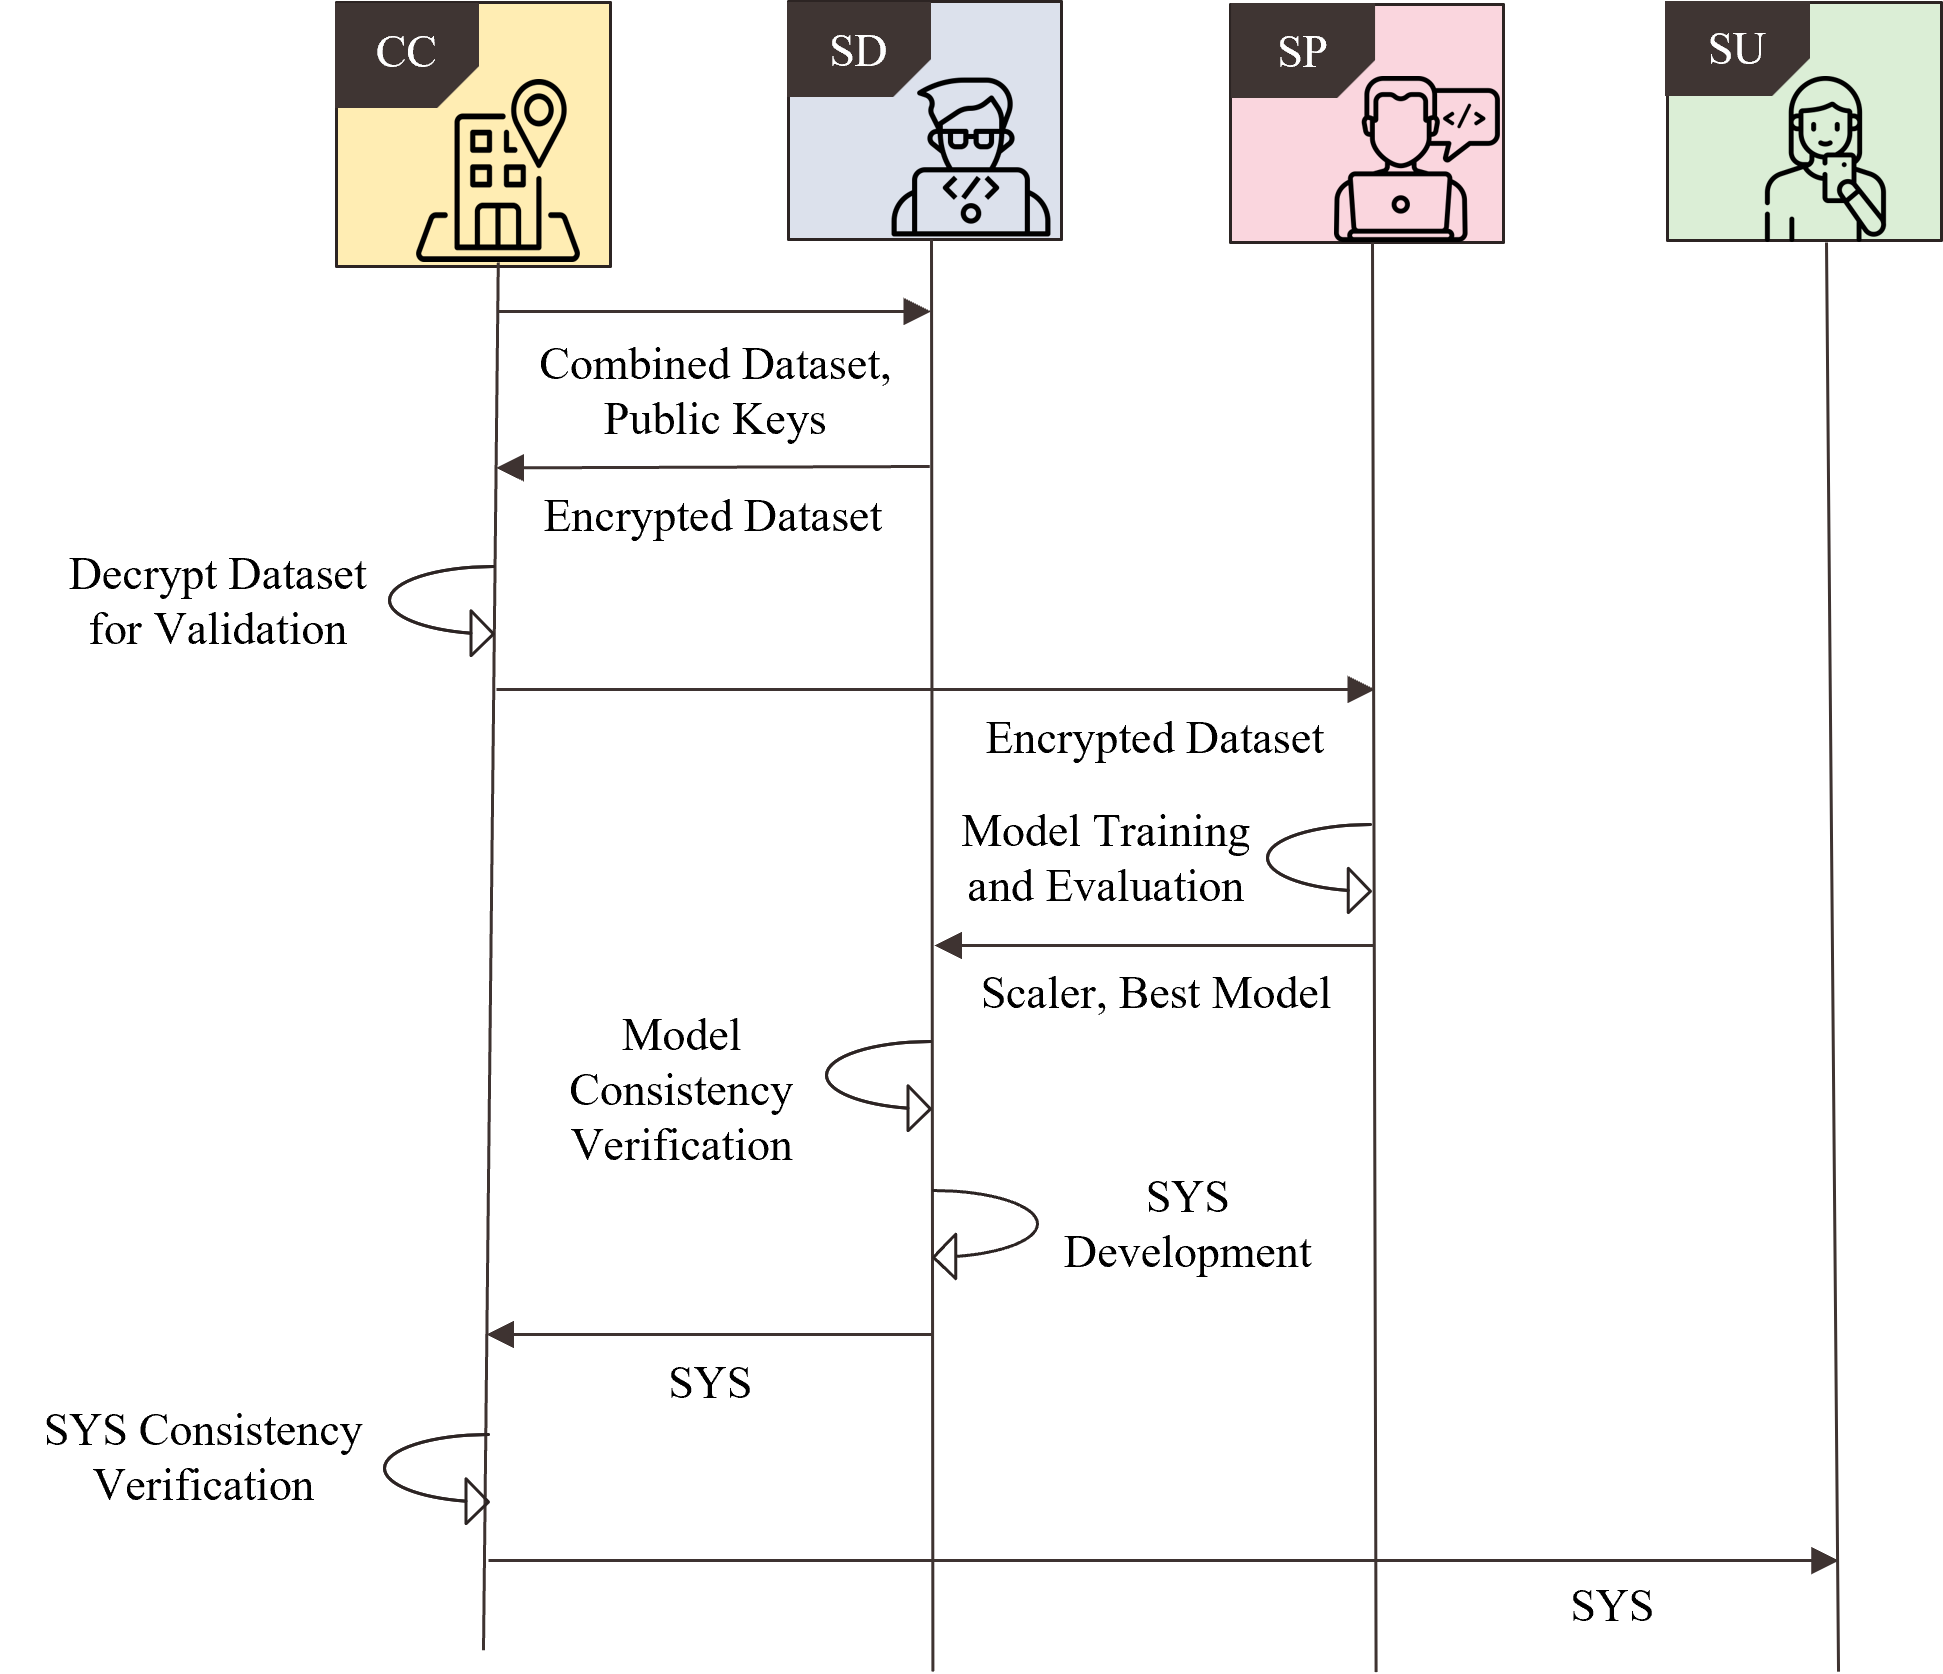 CC
SD
SP
SU
</>
</>
Combined Dataset,
Public Keys
Encrypted Dataset
Decrypt Dataset
for Validation
Encrypted Dataset
Model Training
and Evaluation
Scaler, Best Model
Model
Consistency
Verification
SYS
Development
SYS
SYS Consistency
Verification
SYS